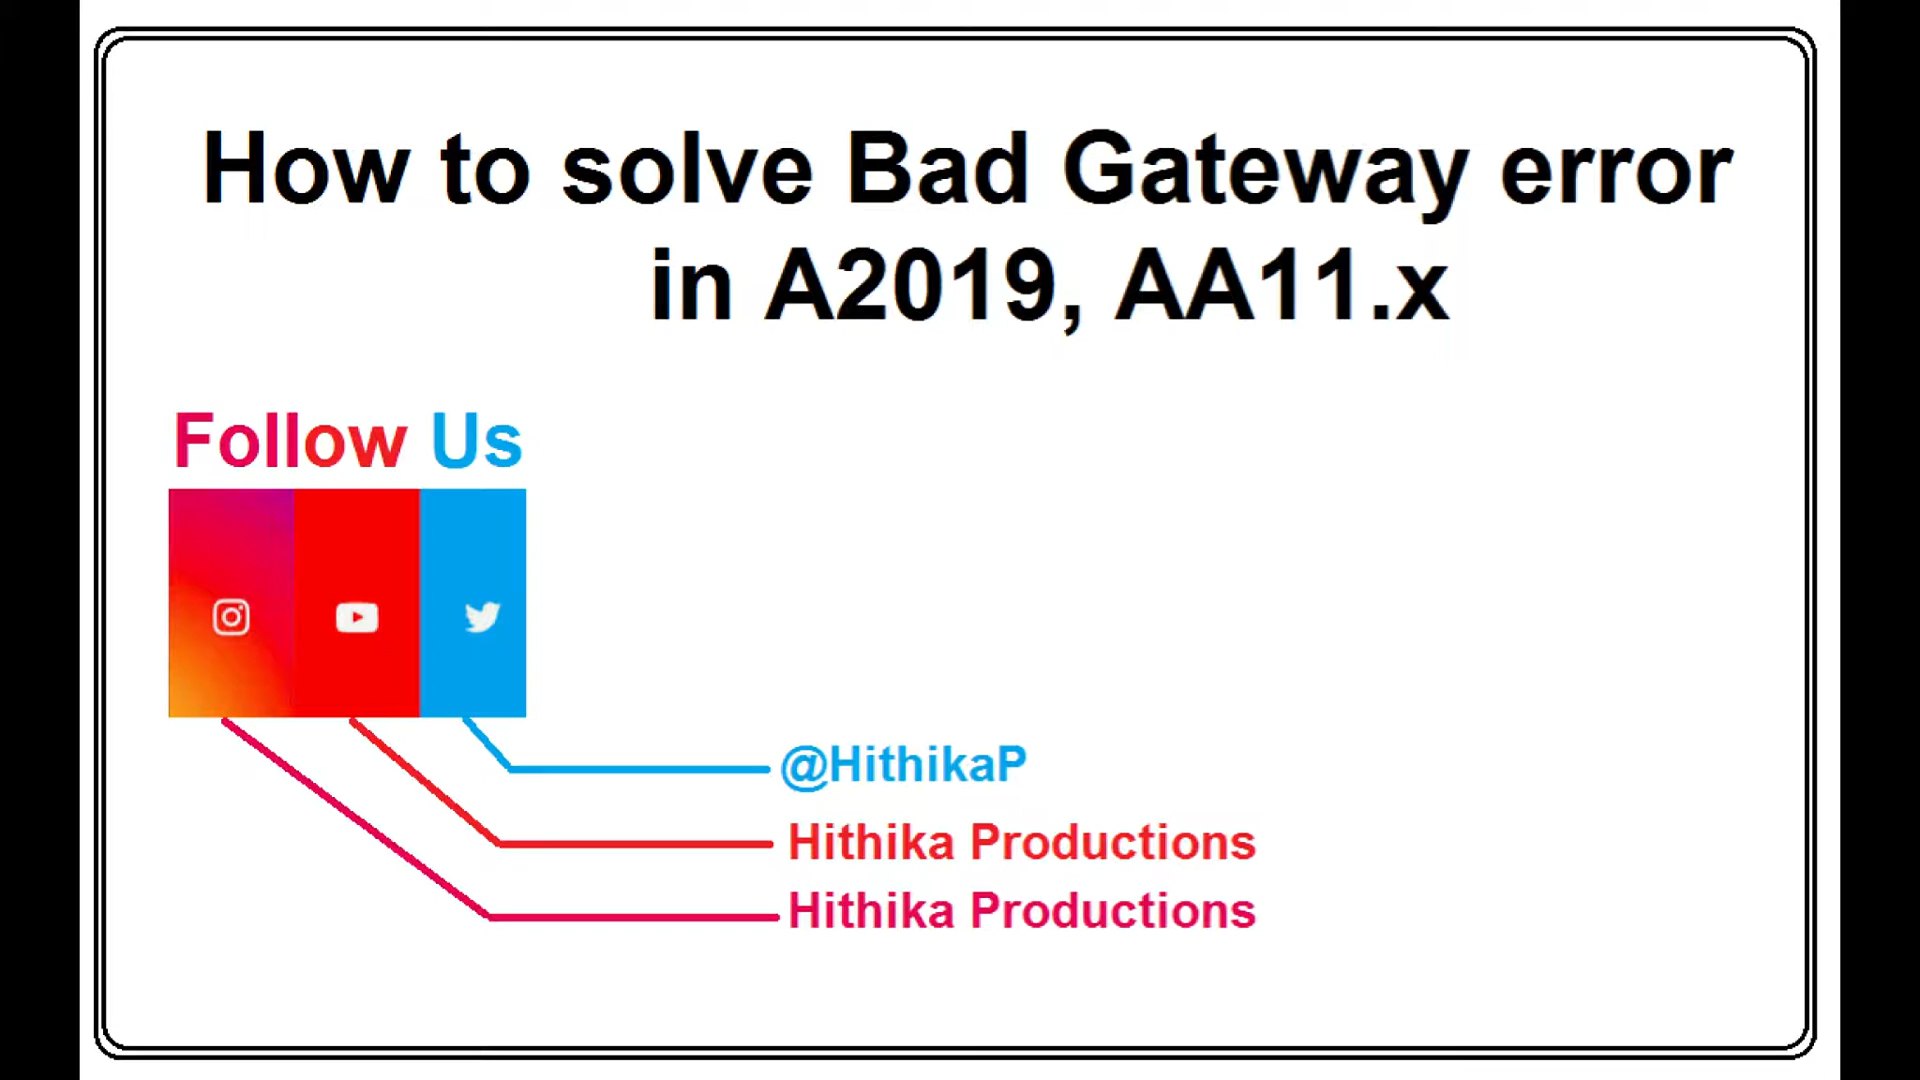 How to solve Bad Gateway error
in A2019, AA11.x
Follow Us
@HithikaP
Hithika Productions
Hithika Productions